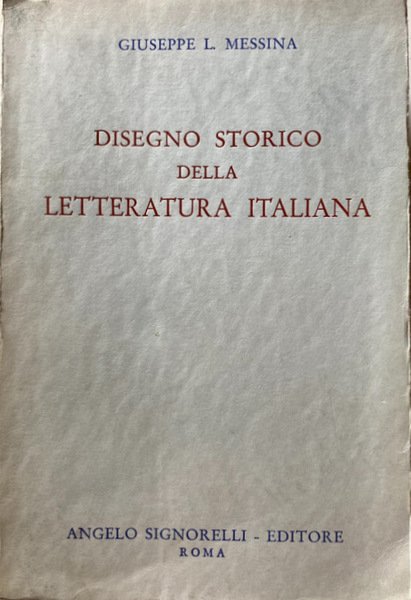 GIUSEPPE L. MESSINA
DISEGNO STORICO
DELLA
LETTERATURA ITALIANA
ANGELO SIGNORELLI - EDITORE
ROMA